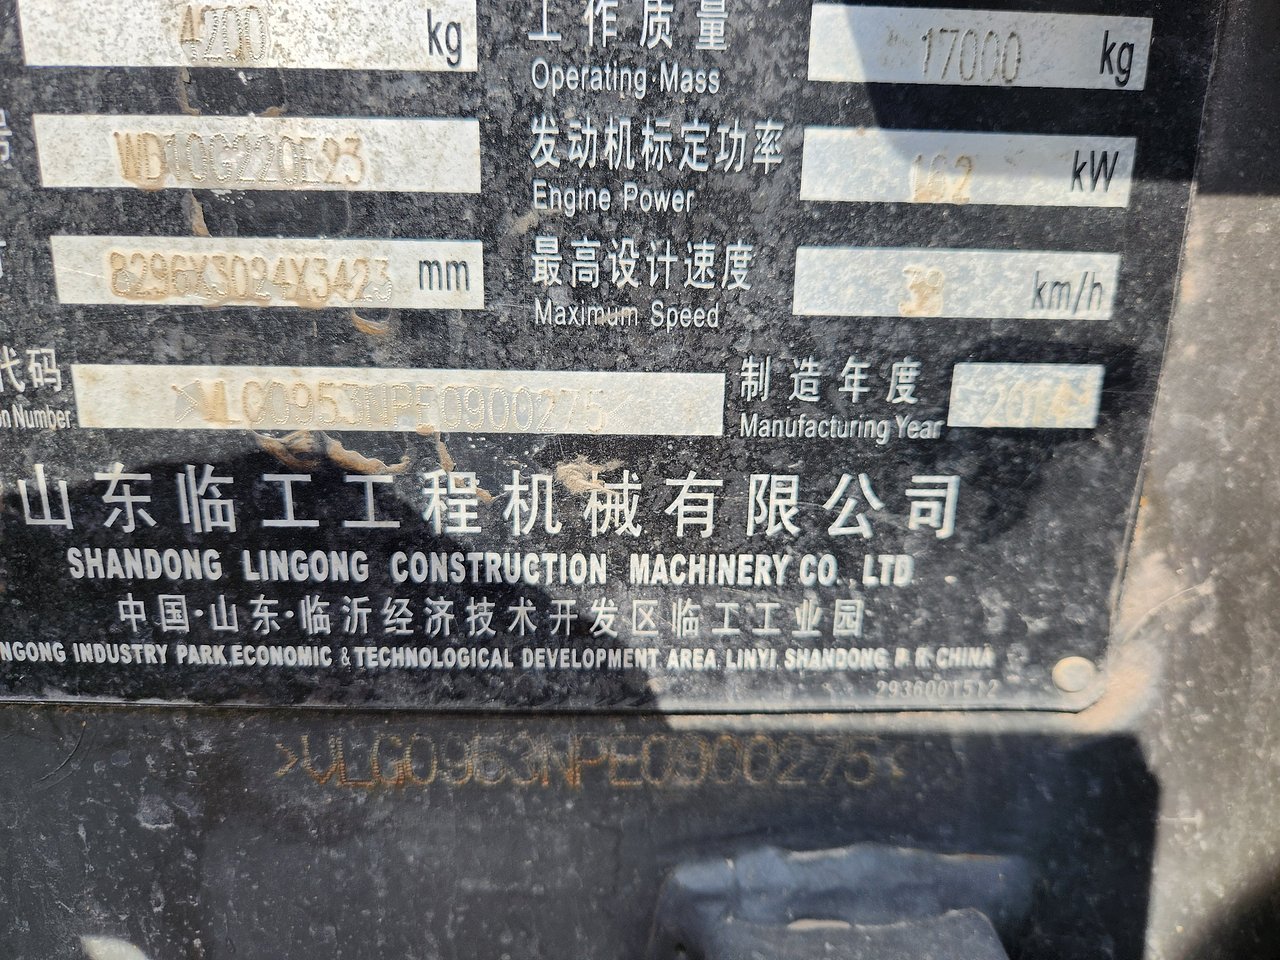 4200 kg 工作质量 17000 kg
Operating Mass
号 WD10G220E23 发动机标定功率 162 kW
Engine Power
8296X3024X3423 mm 最高设计速度 38 km/h
Maximum Speed
代码 VLG0953NPE0900275 制造年度 2014
on Number Manufacturing Year
山东临工工程机械有限公司
SHANDONG LINGONG CONSTRUCTION MACHINERY CO. LTD
中国·山东·临沂经济技术开发区临工工业园
NGONG INDUSTRY PARK.ECONOMIC & TECHNOLOGICAL DEVELOPMENT AREA LINYI SHANDONG P. R. CHINA
2936001512
>VLG0953NPE0900275<